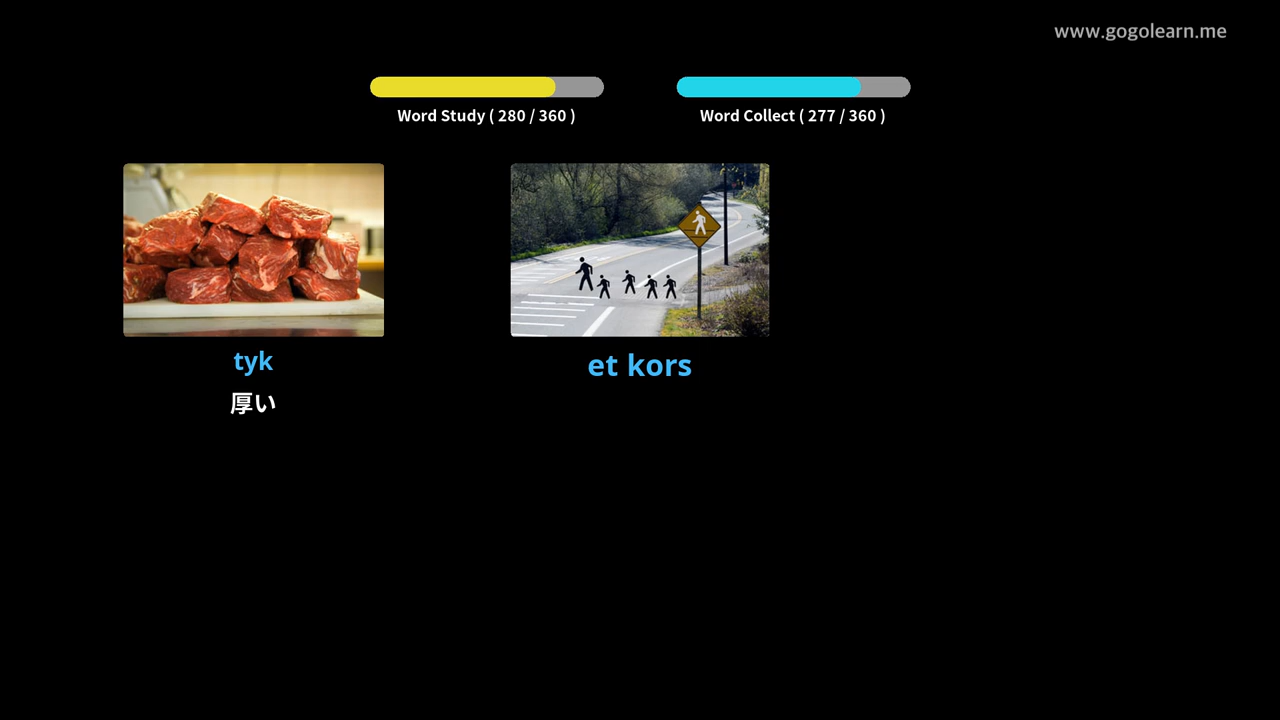 www.gogolearn.me
Word Study ( 280 / 360 )
Word Collect ( 277 / 360 )
tyk
厚い
et kors